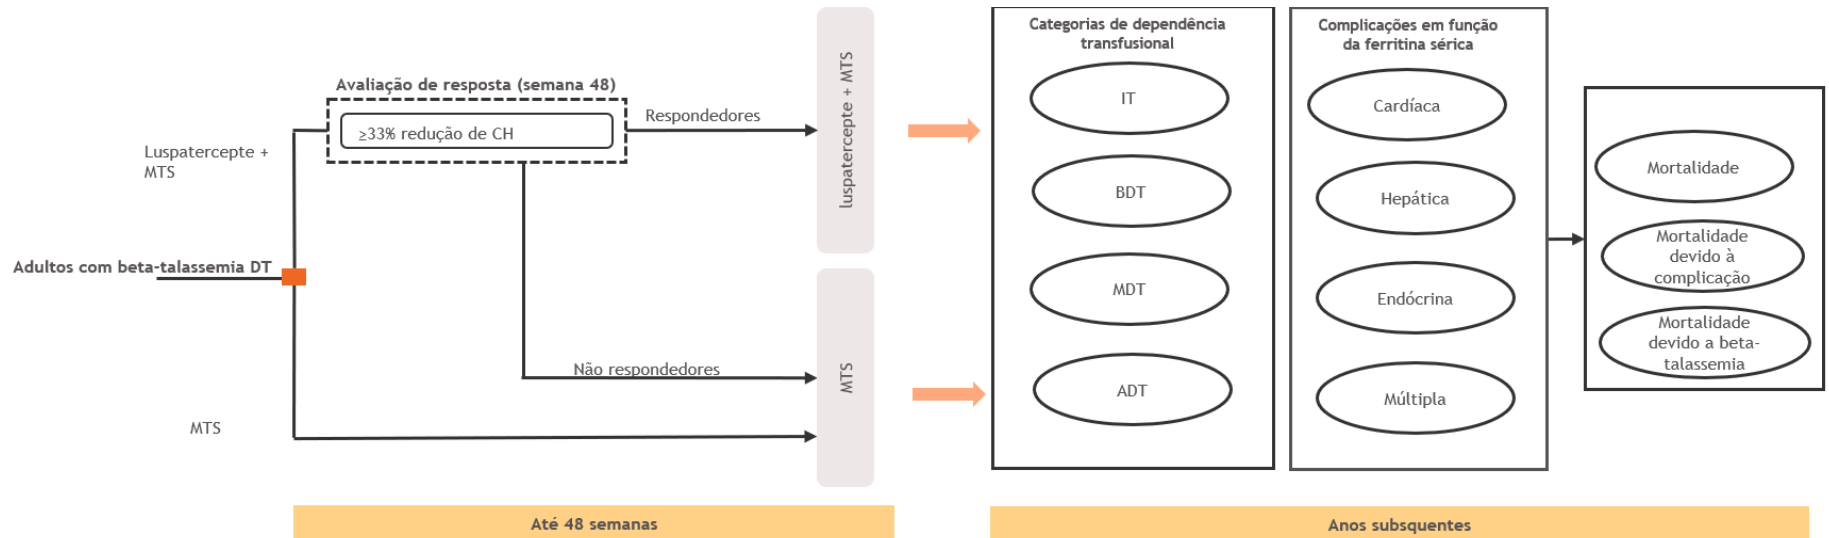 Adultos com beta-talassemia DT
Luspatercepte +
MTS
MTS
Avaliação de resposta (semana 48)
≥33% redução de CH
Respondedores
Não respondedores
luspatercepte + MTS
MTS
Categorias de dependência
transfusional
IT
BDT
MDT
ADT
Complicações em função
da ferritina sérica
Cardíaca
Hepática
Endócrina
Múltipla
Mortalidade
Mortalidade
devido à
complicação
Mortalidade
devido a beta-
talassemia
Até 48 semanas
Anos subsquentes